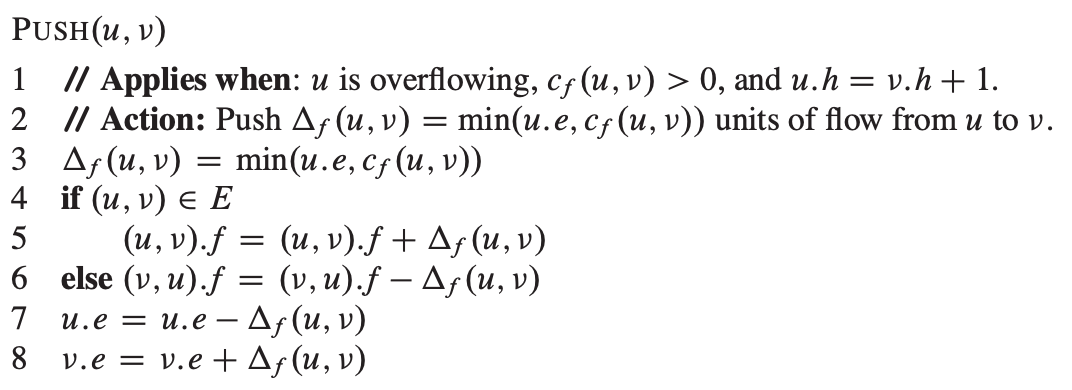 PUSH(u, v)
1 // Applies when: u is overflowing, c_f(u, v) > 0, and u.h = v.h + 1.
2 // Action: Push Δ_f(u, v) = min(u.e, c_f(u, v)) units of flow from u to v.
3 Δ_f(u, v) = min(u.e, c_f(u, v))
4 if (u, v) ∈ E
5 (u, v).f = (u, v).f + Δ_f(u, v)
6 else (v, u).f = (v, u).f − Δ_f(u, v)
7 u.e = u.e − Δ_f(u, v)
8 v.e = v.e + Δ_f(u, v)